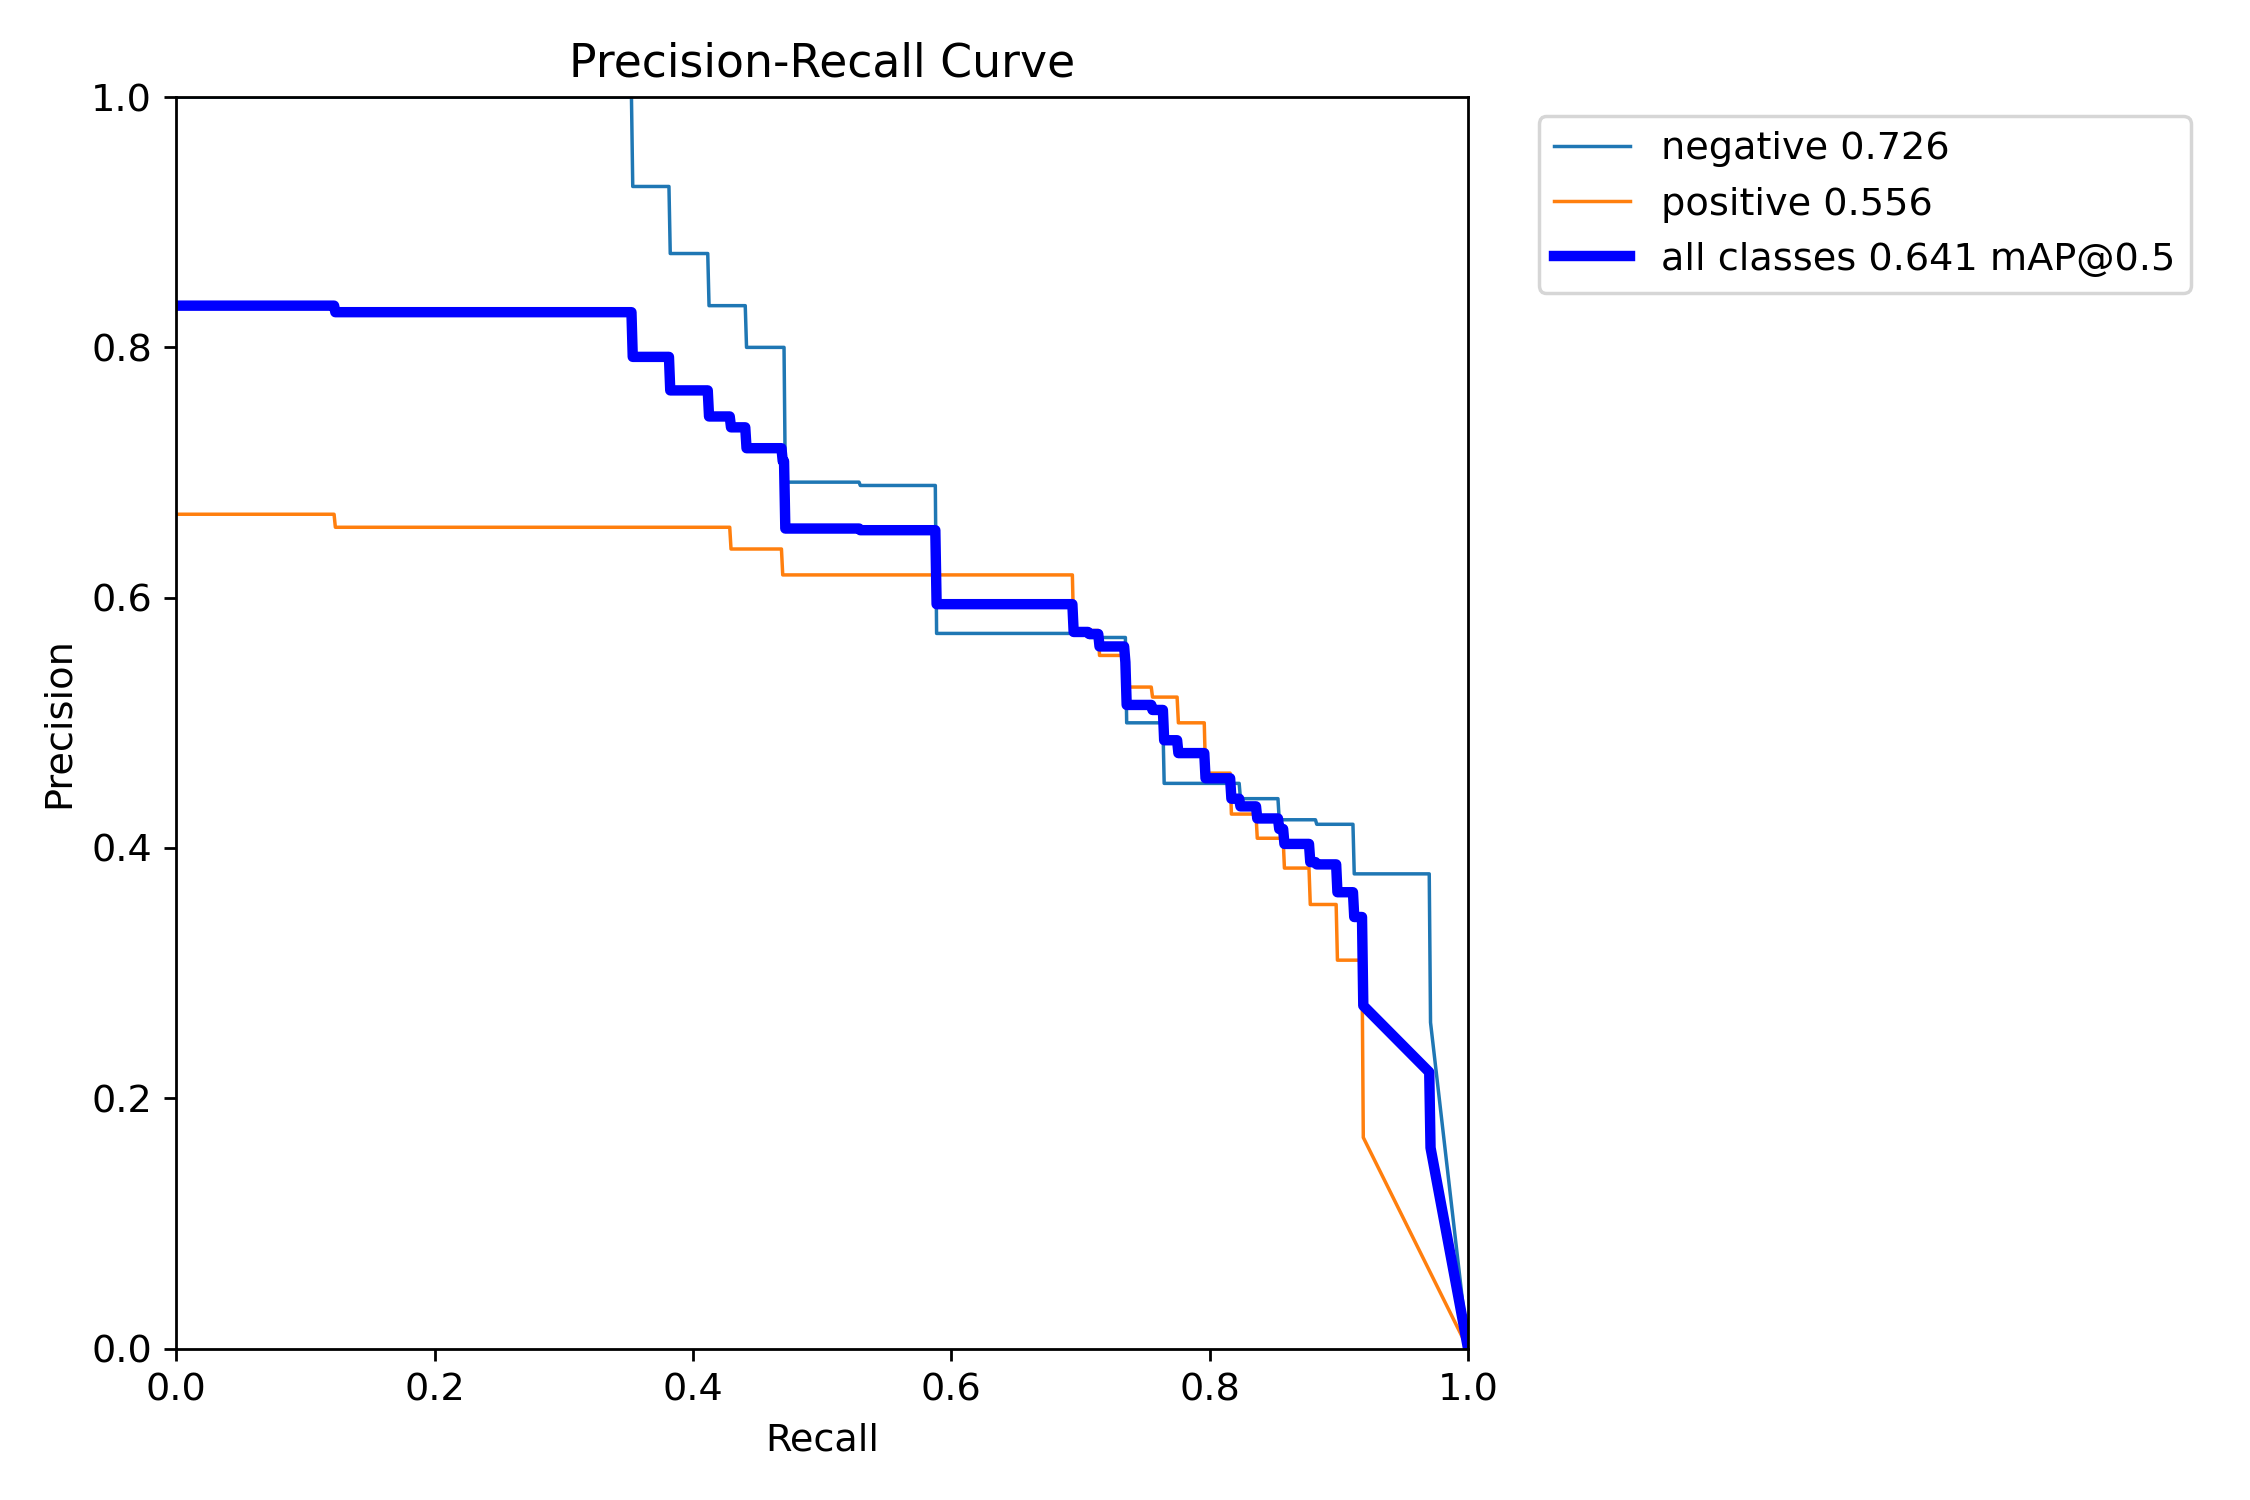 Precision-Recall Curve
1.0
0.8
0.6
0.4
0.2
0.0
Precision
0.0 0.2 0.4 0.6 0.8 1.0
Recall
negative 0.726
positive 0.556
all classes 0.641 mAP@0.5